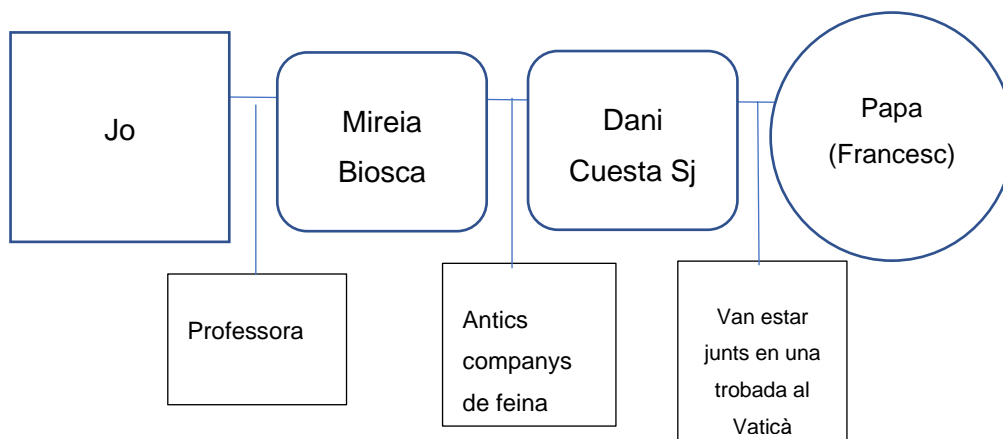 Jo
Mireia
Biosca
Dani
Cuesta Sj
Papa
(Francesc)
Professora
Antics
companys
de feina
Van estar
junts en una
trobada al
Vaticà